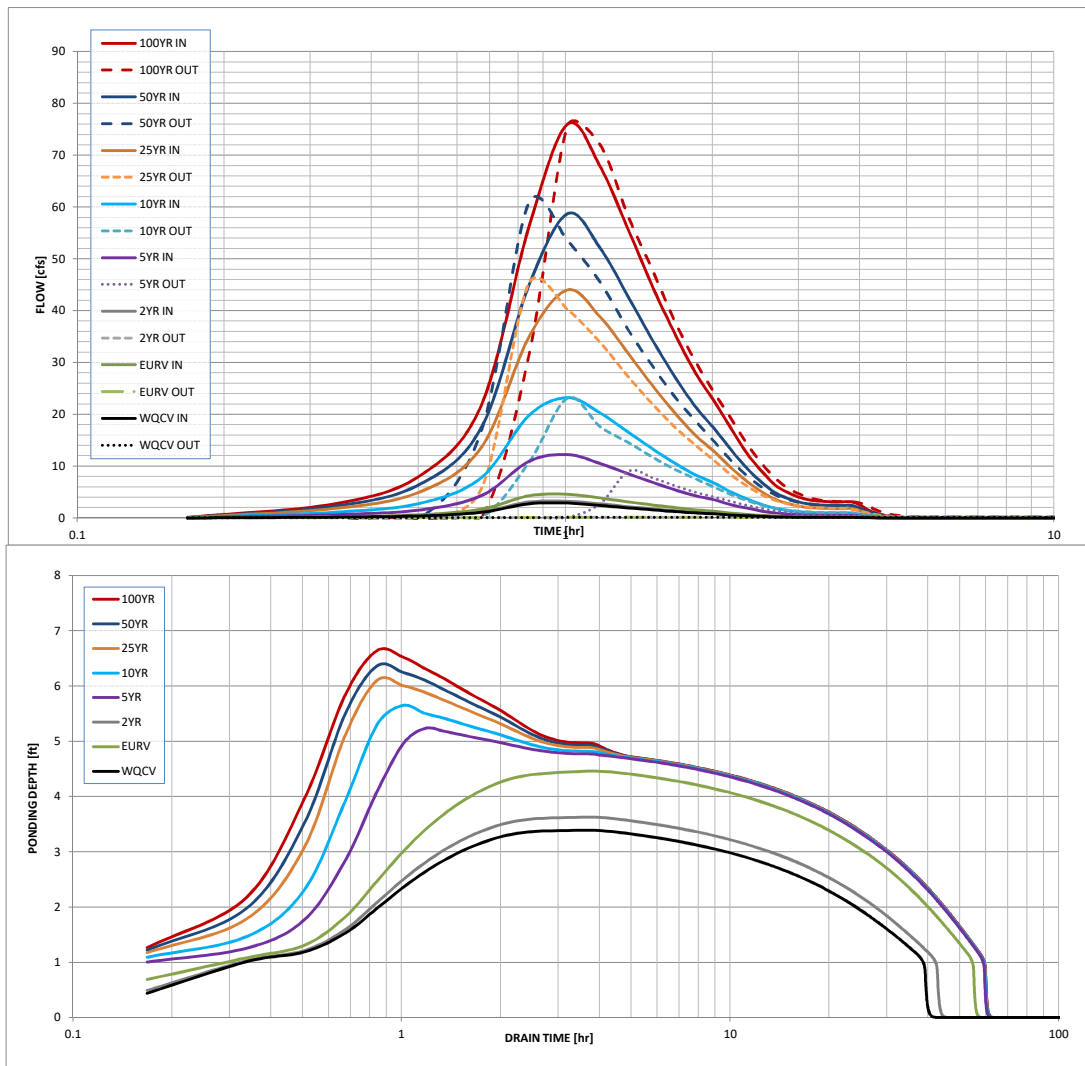 100YR IN
100YR OUT
50YR IN
50YR OUT
25YR IN
25YR OUT
10YR IN
10YR OUT
5YR IN
5YR OUT
2YR IN
2YR OUT
EURV IN
EURV OUT
WQCV IN
WQCV OUT
FLOW [cfs]
90
80
70
60
50
40
30
20
10
0
0.1
1
10
TIME [hr]
100YR
50YR
25YR
10YR
5YR
2YR
EURV
WQCV
PONDING DEPTH [ft]
8
7
6
5
4
3
2
1
0
0.1
1
10
100
DRAIN TIME [hr]